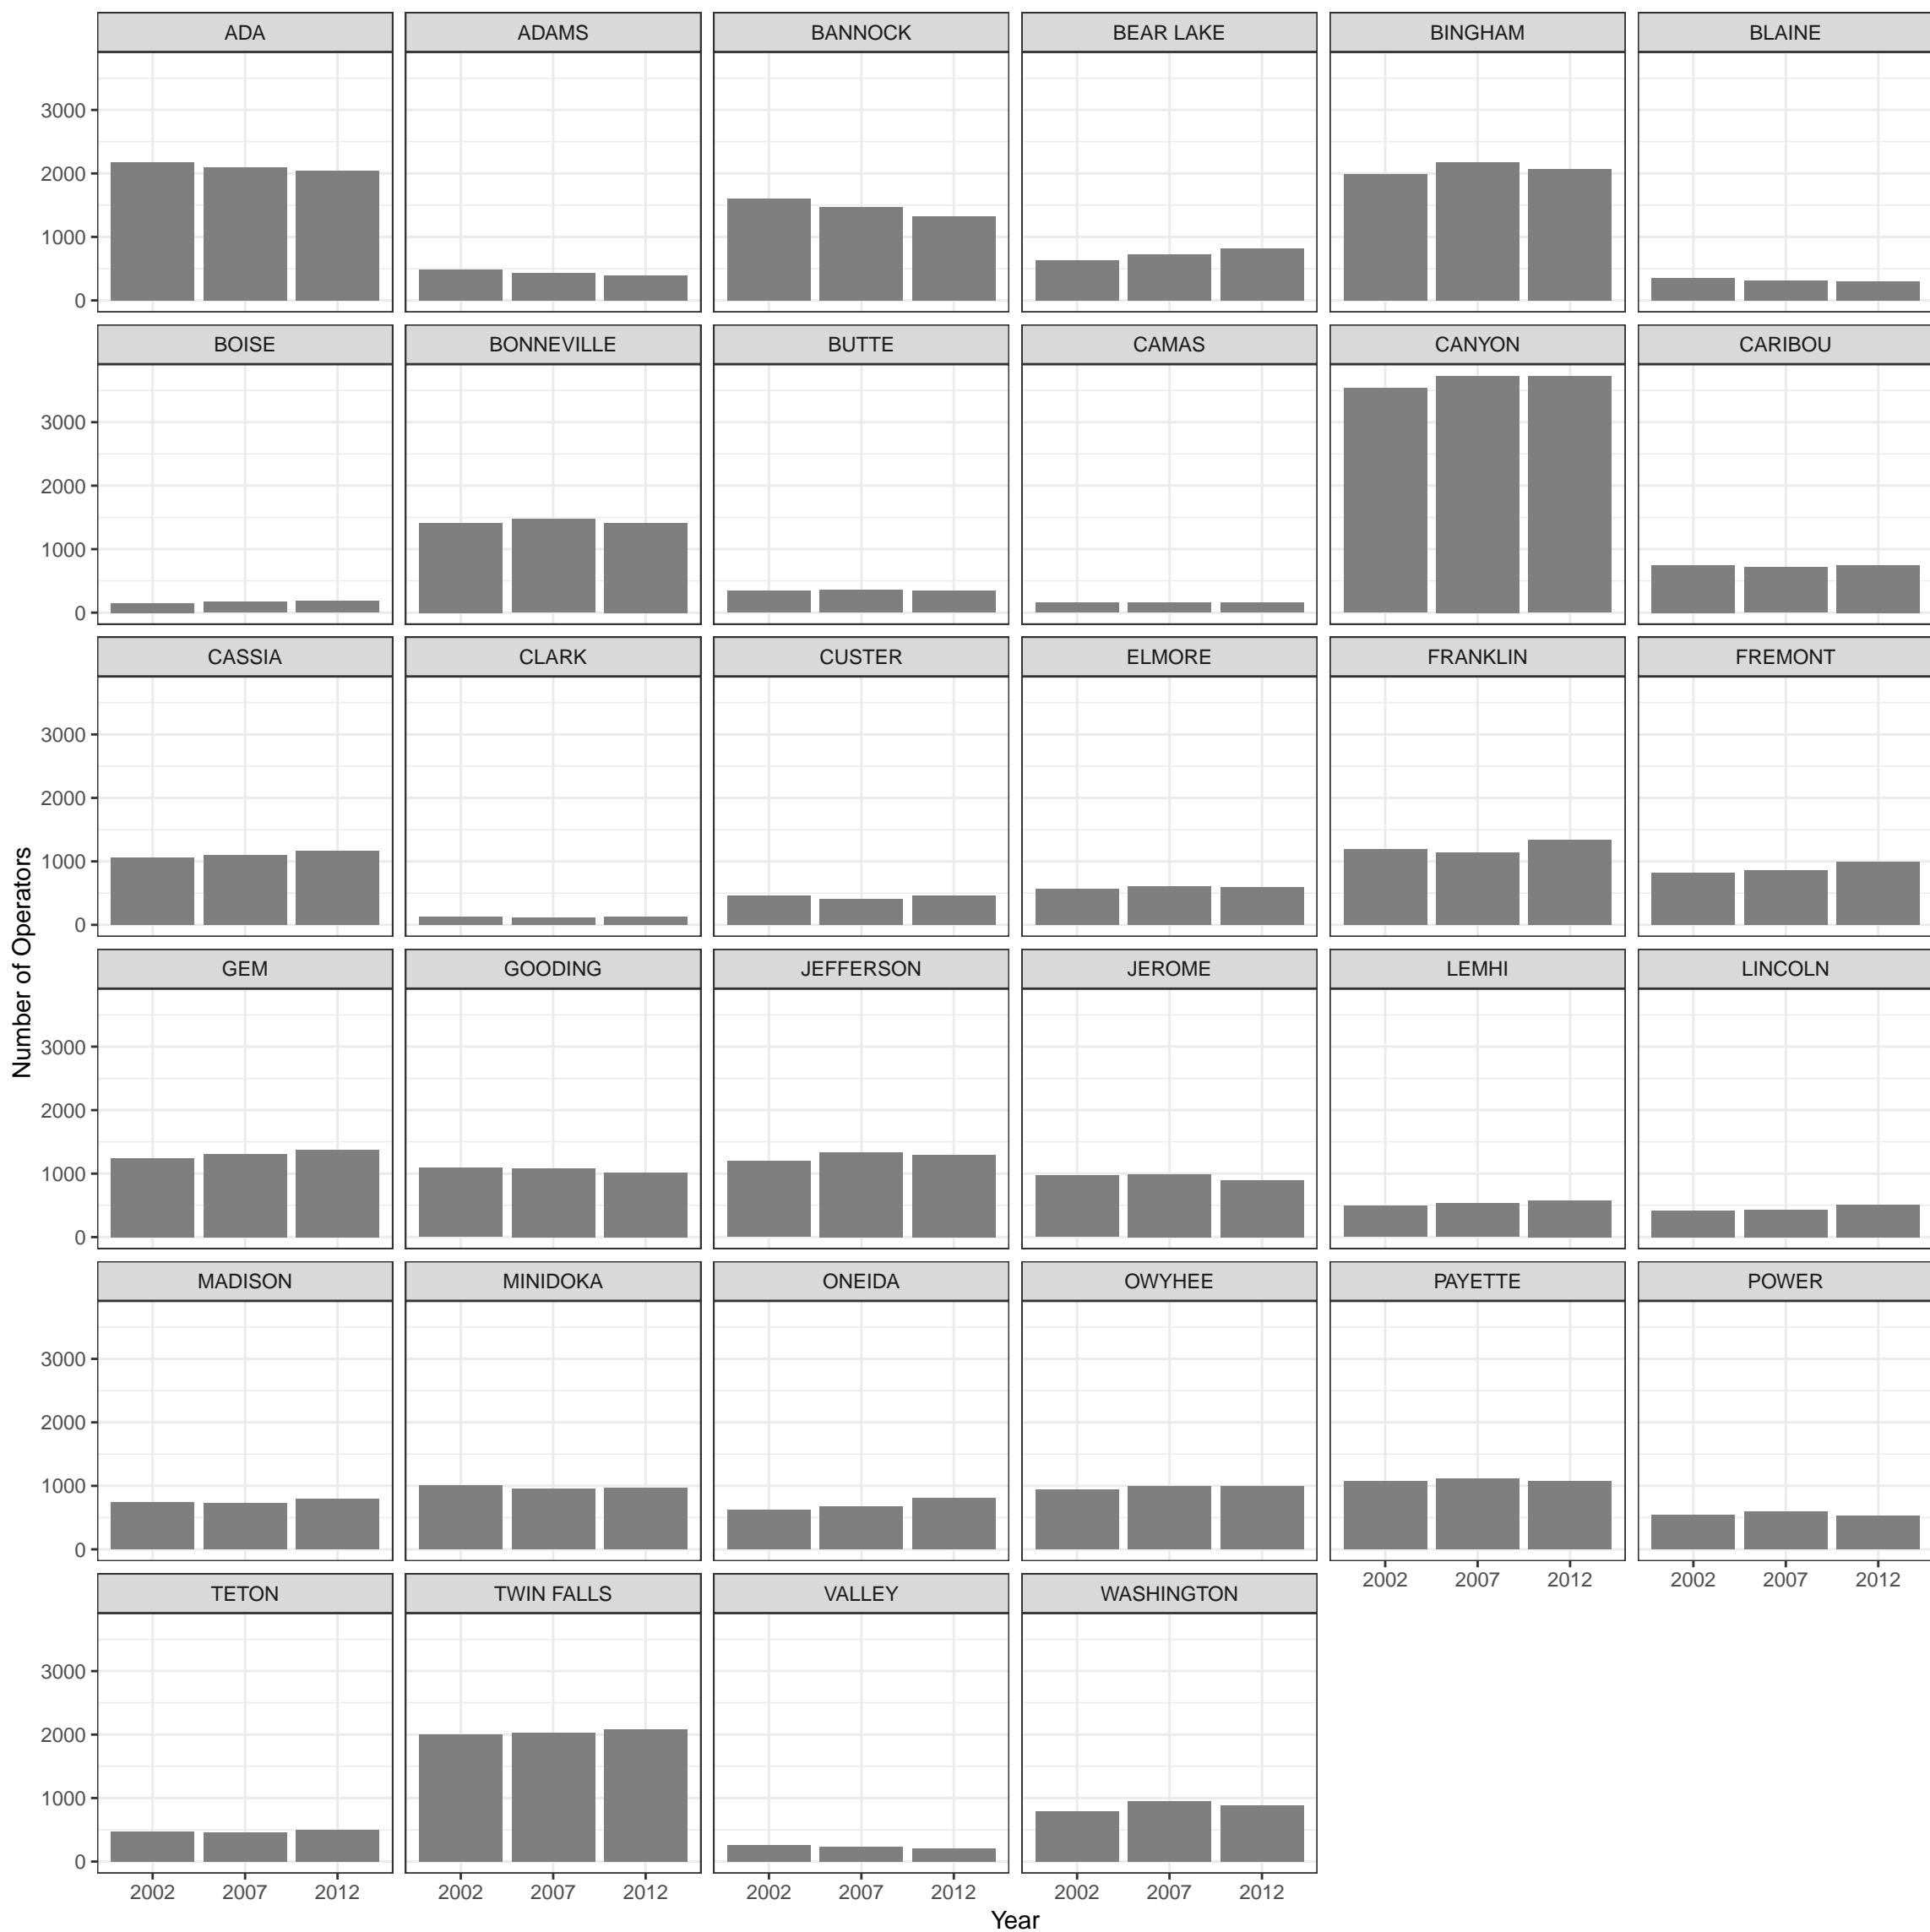 ADA ADAMS BANNOCK BEAR LAKE BINGHAM BLAINE
3000
2000
1000
0
BOISE BONNEVILLE BUTTE CAMAS CANYON CARIBOU
3000
2000
1000
0
CASSIA CLARK CUSTER ELMORE FRANKLIN FREMONT
3000
2000
1000
0
GEM GOODING JEFFERSON JEROME LEMHI LINCOLN
3000
2000
1000
0
MADISON MINIDOKA ONEIDA OWYHEE PAYETTE POWER
3000
2000
1000
0
2002 2007 2012 2002 2007 2012
TETON TWIN FALLS VALLEY WASHINGTON
3000
2000
1000
0
2002 2007 2012 2002 2007 2012 2002 2007 2012 2002 2007 2012
Year
Number of Operators